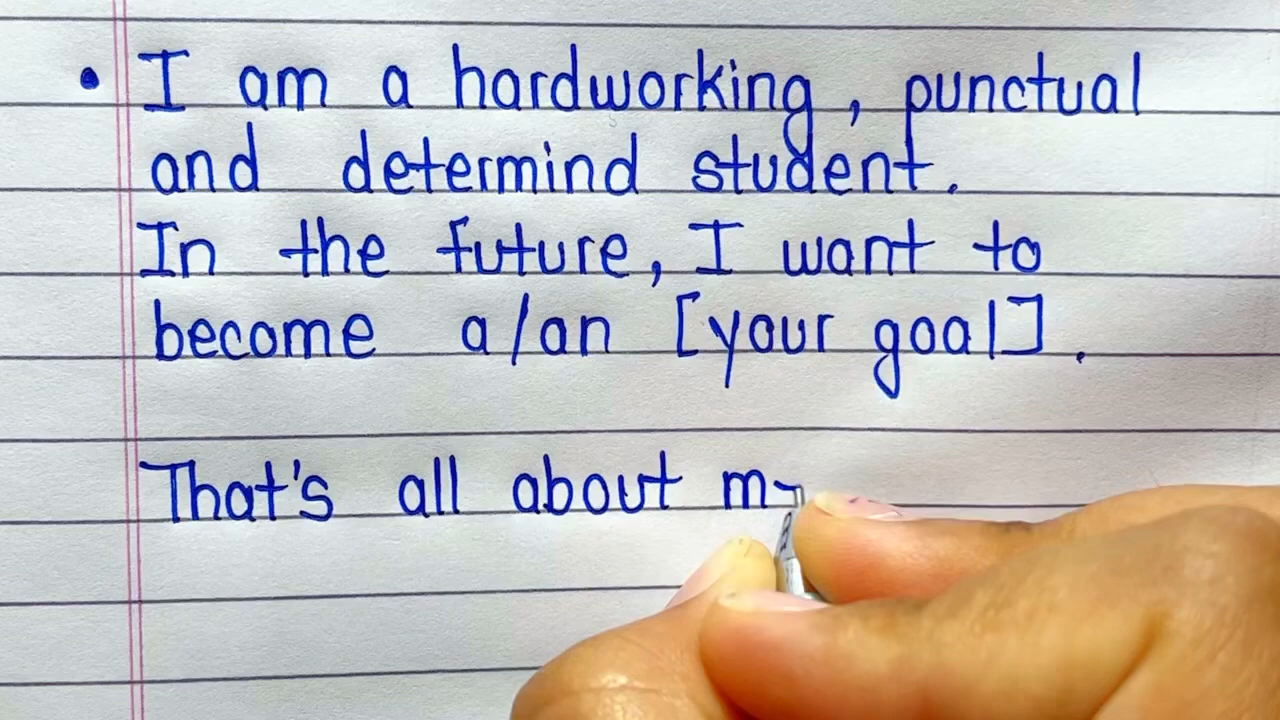 • I am a hardworking, punctual
and determind student.
In the future, I want to
become a/an [your goal].
That's all about m